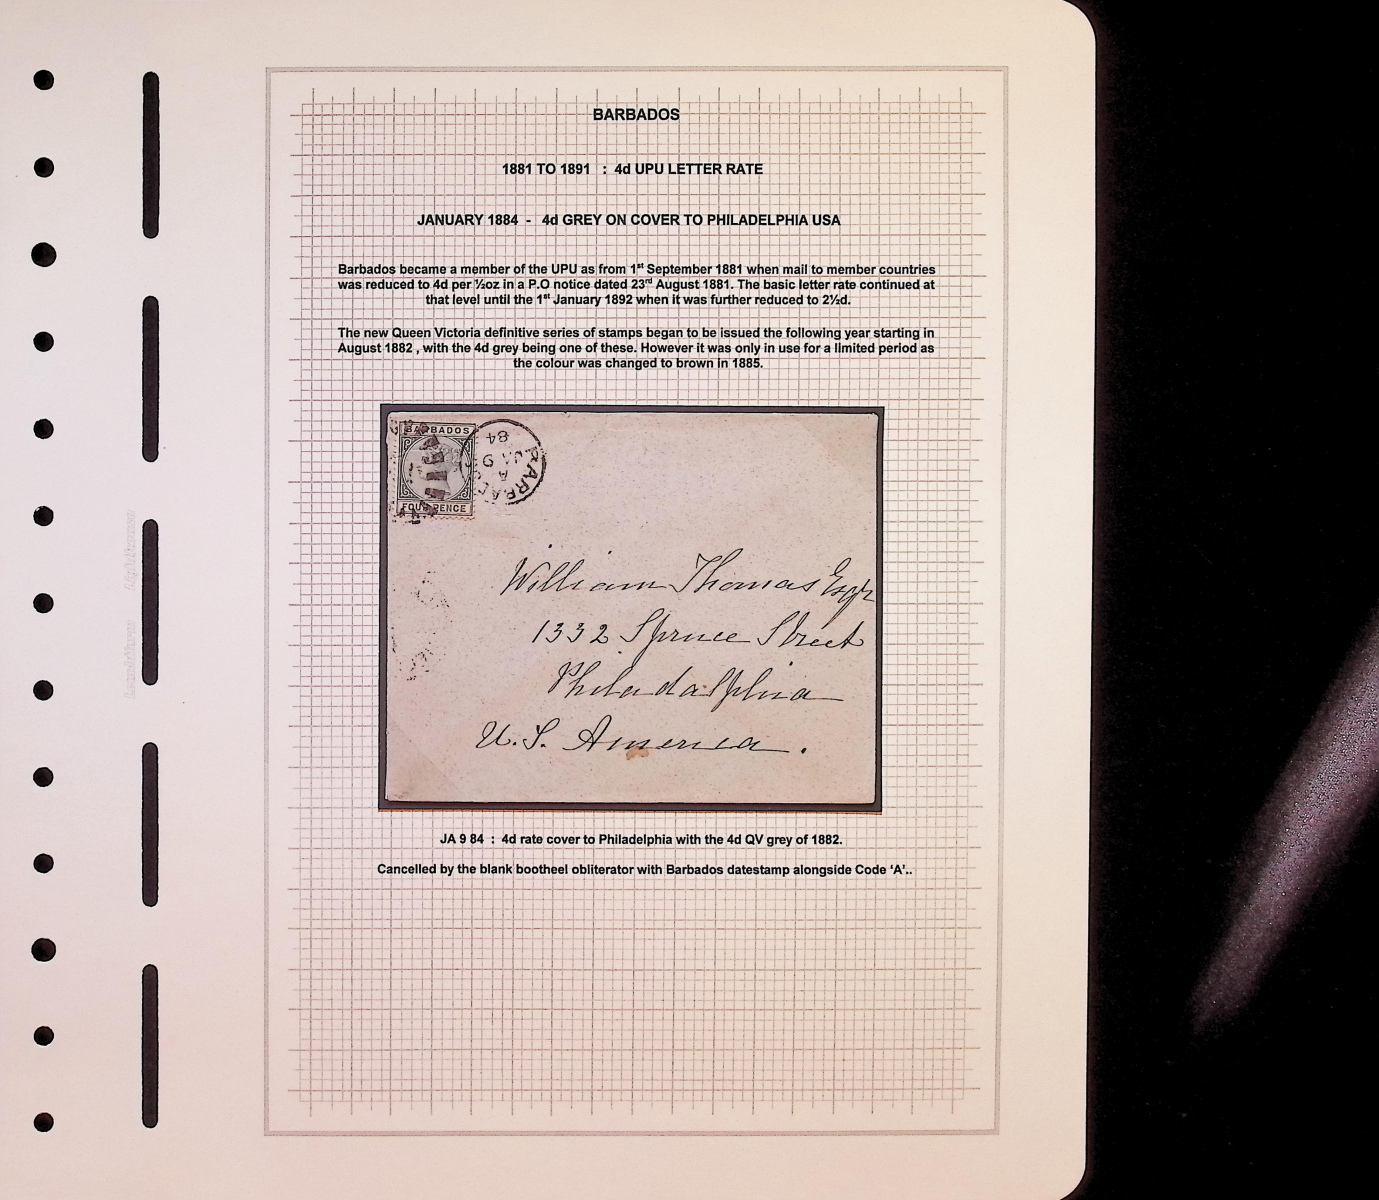 BARBADOS
1881 TO 1891 : 4d UPU LETTER RATE
JANUARY 1884 - 4d GREY ON COVER TO PHILADELPHIA USA
Barbados became a member of the UPU as from 1st September 1881 when mail to member countries
was reduced to 4d per ½oz in a P.O notice dated 23rd August 1881. The basic letter rate continued at
that level until the 1st January 1892 when it was further reduced to 2½d.
The new Queen Victoria definitive series of stamps began to be issued the following year starting in
August 1882 , with the 4d grey being one of these. However it was only in use for a limited period as
the colour was changed to brown in 1885.
BARBADOS
FOUR PENCE
BARBADOS
A
JA 9
84
William Thomas Esqr
1332 Spruce Street
Philadalphia
U.S. America.
JA 9 84 : 4d rate cover to Philadelphia with the 4d QV grey of 1882.
Cancelled by the blank bootheel obliterator with Barbados datestamp alongside Code 'A'..